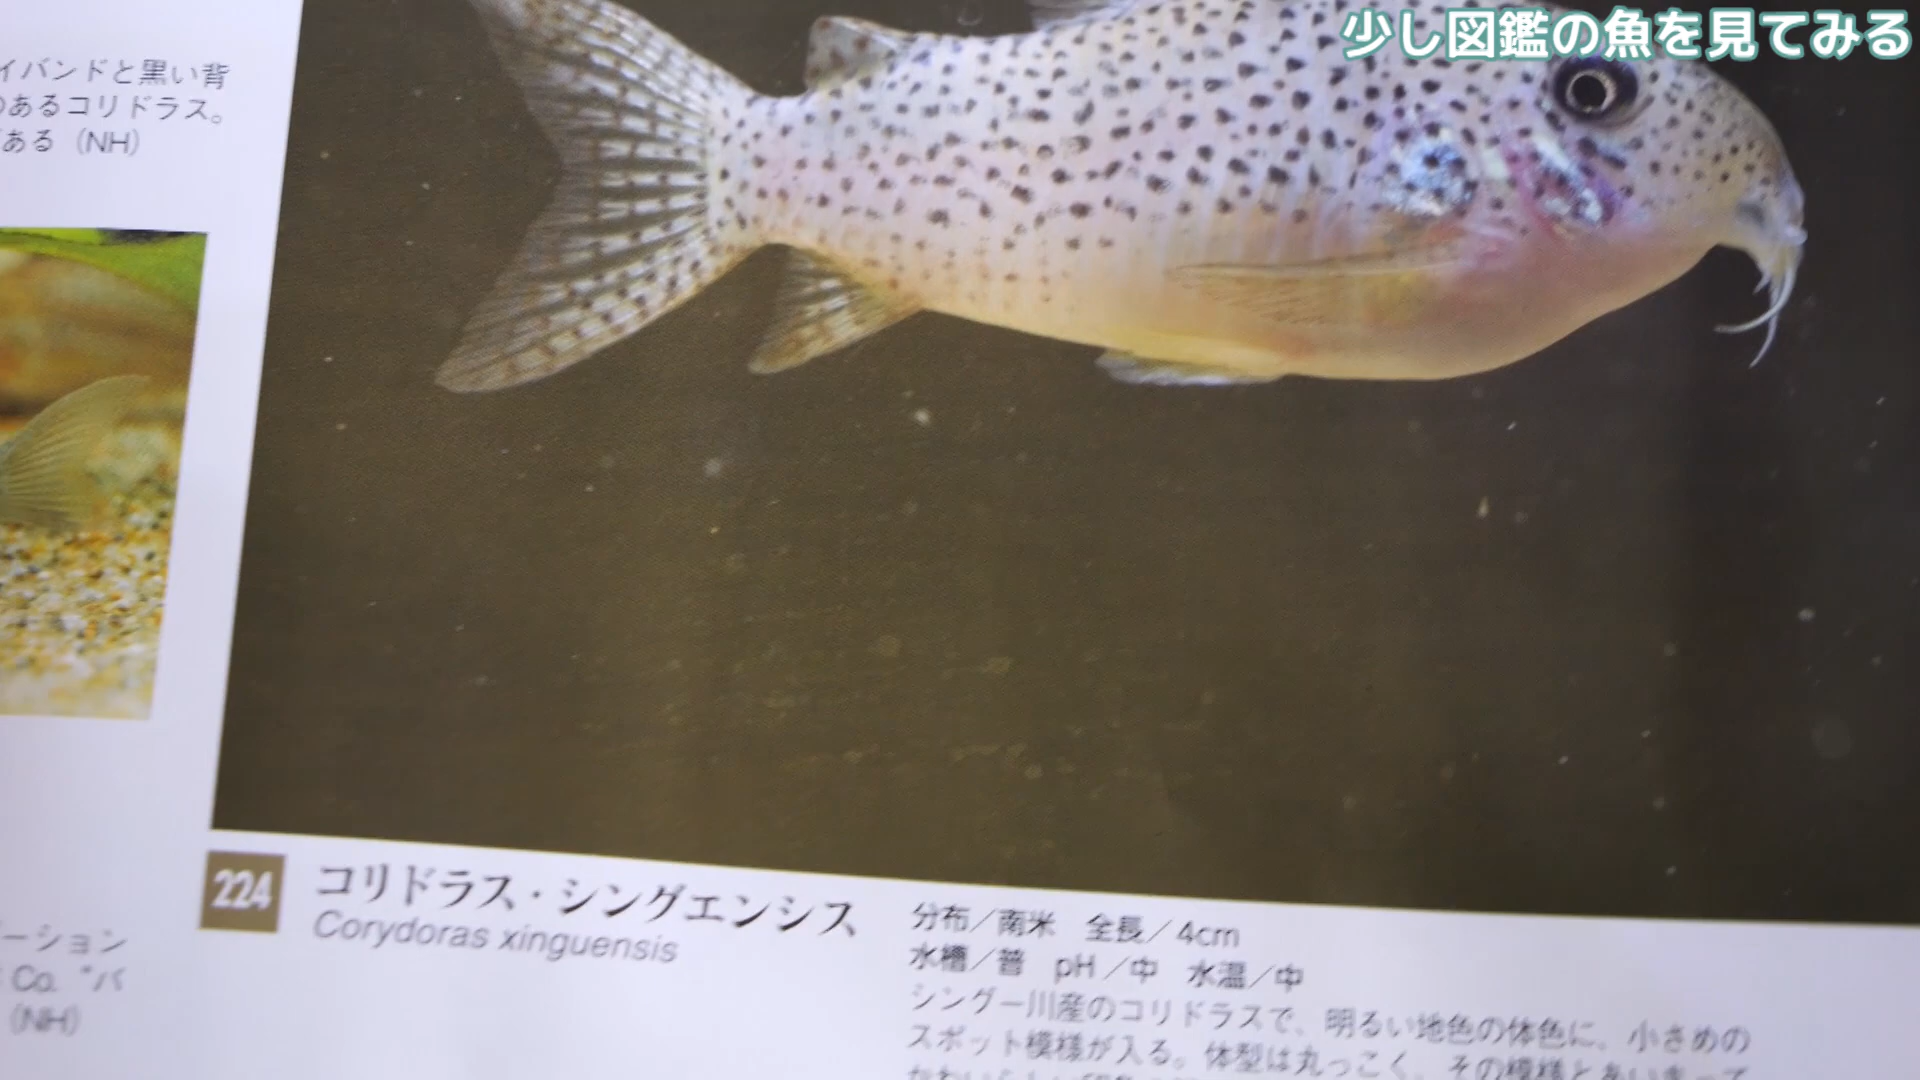 少し図鑑の魚を見てみる
イバンドと黒い背
のあるコリドラス。
ある(NH)
ーション
Co. "バ
(NH)
224
コリドラス・シングエンシス
Corydoras xinguensis
分布／南米 全長／4cm
水槽／普 pH／中 水温／中
シングー川産のコリドラスで、明るい地色の体色に、小さめの
スポット模様が入る。体型は丸っこく、その模様とあいまって